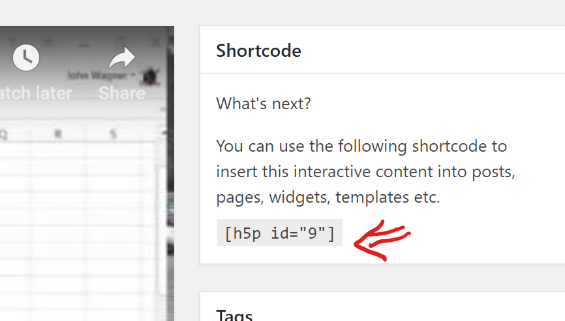 Shortcode
John Wagner
atch later
Share
What's next?
Q R S
You can use the following shortcode to
insert this interactive content into posts,
pages, widgets, templates etc.
[h5p id="9"]
Tags